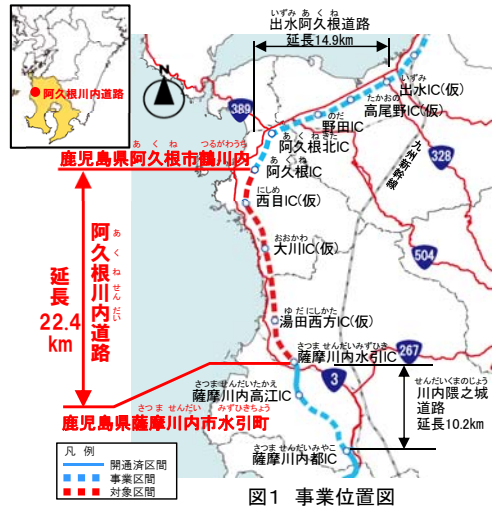 阿久根川内道路
いずみ あくね
出水阿久根道路
延長14.9km
いずみ
出水IC(仮)
たかおの
高尾野IC(仮)
のだ
野田IC
389
あくねきた
阿久根北IC
あくね
阿久根IC
あくね つるがわうち
鹿児島県阿久根市鶴川内
九州新幹線
328
にしめ
西目IC(仮)
おおかわ
大川IC(仮)
504
あくねせんだい
阿久根川内道路
延長
22.4
km
ゆだにしかた
湯田西方IC(仮)
さつませんだいみずひき
薩摩川内水引IC
267
3
さつませんだいたかえ
薩摩川内高江IC
せんだいくまのじょう
川内隈之城
道路
延長10.2km
さつませんだい みずひきちょう
鹿児島県薩摩川内市水引町
さつませんだいみやこ
薩摩川内都IC
凡 例
開通済区間
事業区間
対象区間
図1 事業位置図